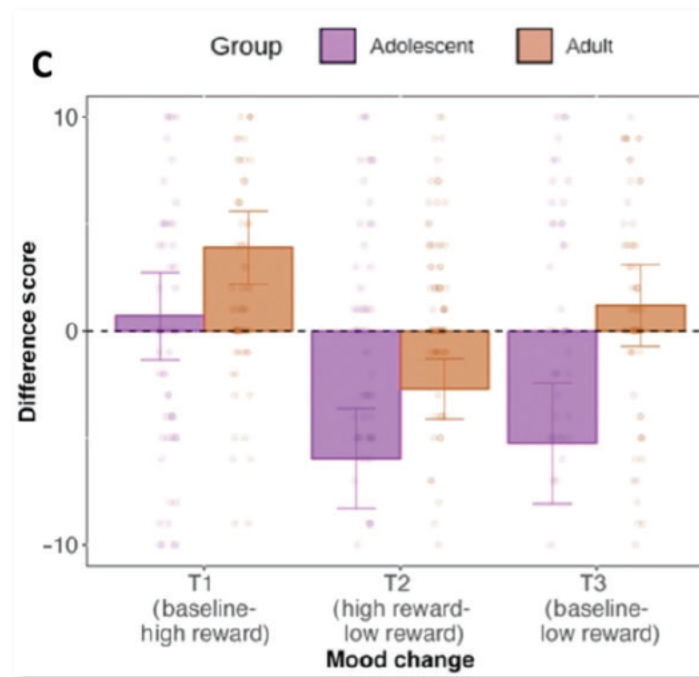 C
Group Adolescent Adult
Difference score
10
0
-10
T1
(baseline-
high reward)
T2
(high reward-
low reward)
T3
(baseline-
low reward)
Mood change